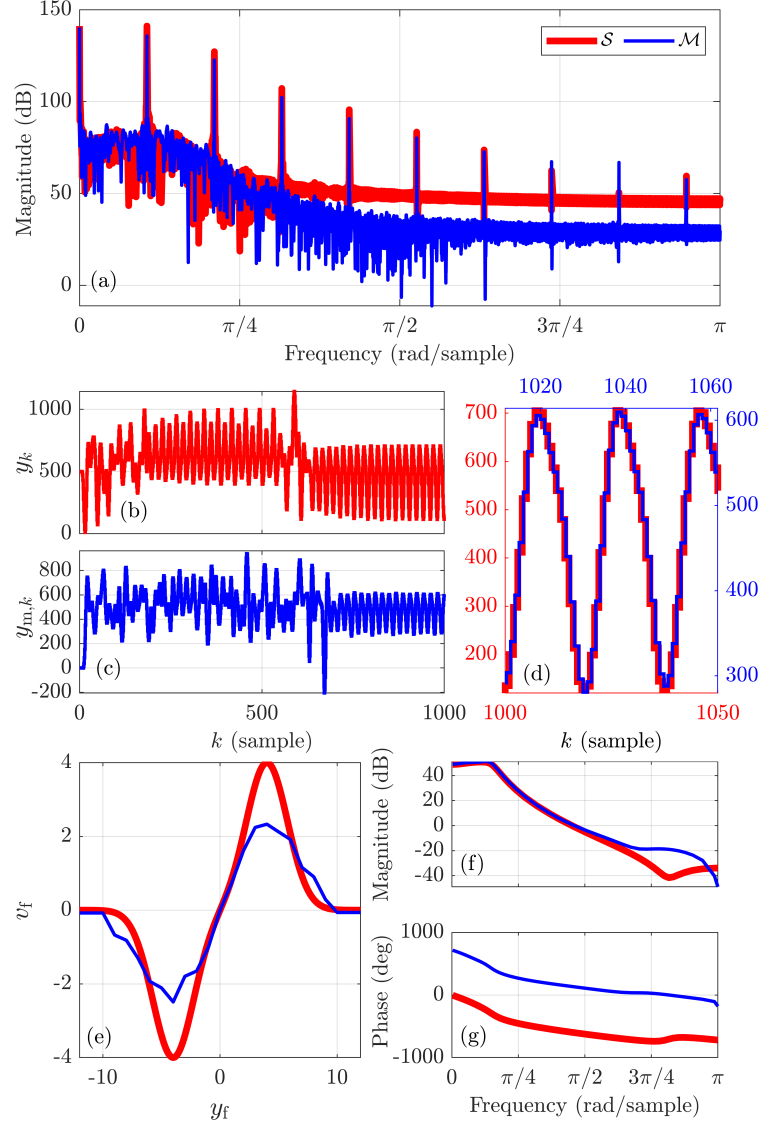 150
100
50
0
Magnitude (dB)
S M
(a)
0 π/4 π/2 3π/4 π
Frequency (rad/sample)
1000
500
0
y_k
(b)
800
600
400
200
0
-200
y_m,k
(c)
0 500 1000
k (sample)
1020 1040 1060
700
600
500
400
300
200
600
500
400
300
(d)
1000 1050
k (sample)
4
2
0
-2
-4
v_f
(e)
-10 0 10
y_f
40
20
0
-20
-40
Magnitude (dB)
(f)
1000
0
-1000
Phase (deg)
(g)
0 π/4 π/2 3π/4 π
Frequency (rad/sample)